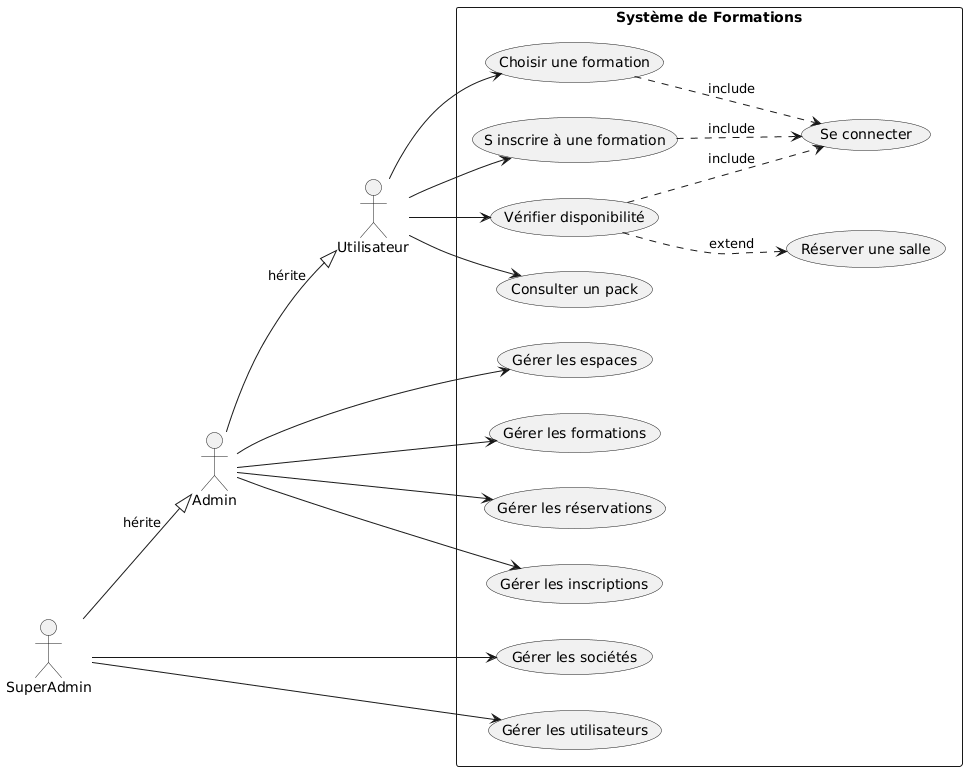 Système de Formations
Choisir une formation
include
S inscrire à une formation
include
Se connecter
include
Vérifier disponibilité
Utilisateur
extend
Réserver une salle
hérite
Consulter un pack
Gérer les espaces
Gérer les formations
Admin
Gérer les réservations
hérite
Gérer les inscriptions
Gérer les sociétés
SuperAdmin
Gérer les utilisateurs